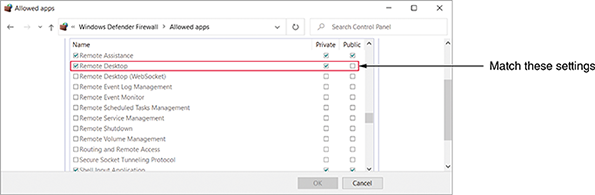 Allowed apps
« Windows Defender Firewall > Allowed apps
Search Control Panel
Name Private Public
Remote Assistance
Remote Desktop
Match these settings
Remote Desktop (WebSocket)
Remote Event Log Management
Remote Event Monitor
Remote Scheduled Tasks Management
Remote Service Management
Remote Shutdown
Remote Volume Management
Routing and Remote Access
Secure Socket Tunneling Protocol
Shell Input Application
OK Cancel